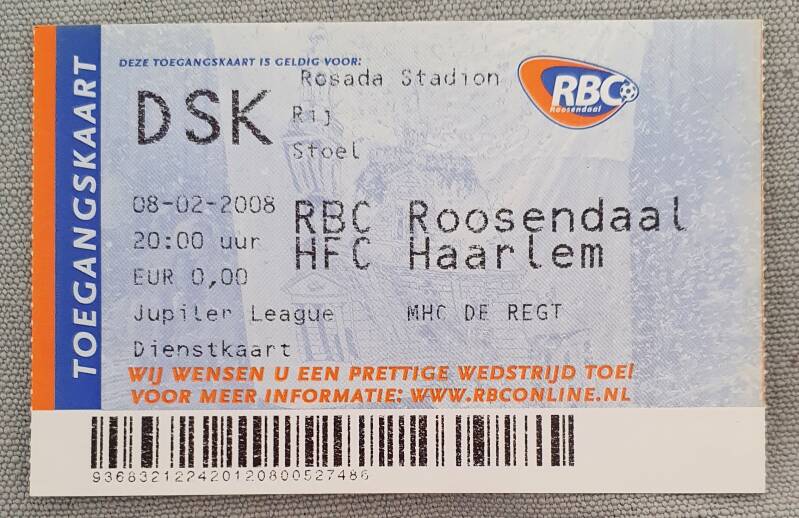 TOEGANGSKAART
DEZE TOEGANGSKAART IS GELDIG VOOR:
Rosada Stadion
DSK
Rij
Stoel
RBC
Roosendaal
08-02-2008
20:00 uur
EUR 0,00
RBC Roosendaal
HFC Haarlem
Jupiler League
MHC DE REGT
Dienstkaart
WIJ WENSEN U EEN PRETTIGE WEDSTRIJD TOE!
VOOR MEER INFORMATIE: WWW.RBCONLINE.NL
936832122420120800527486